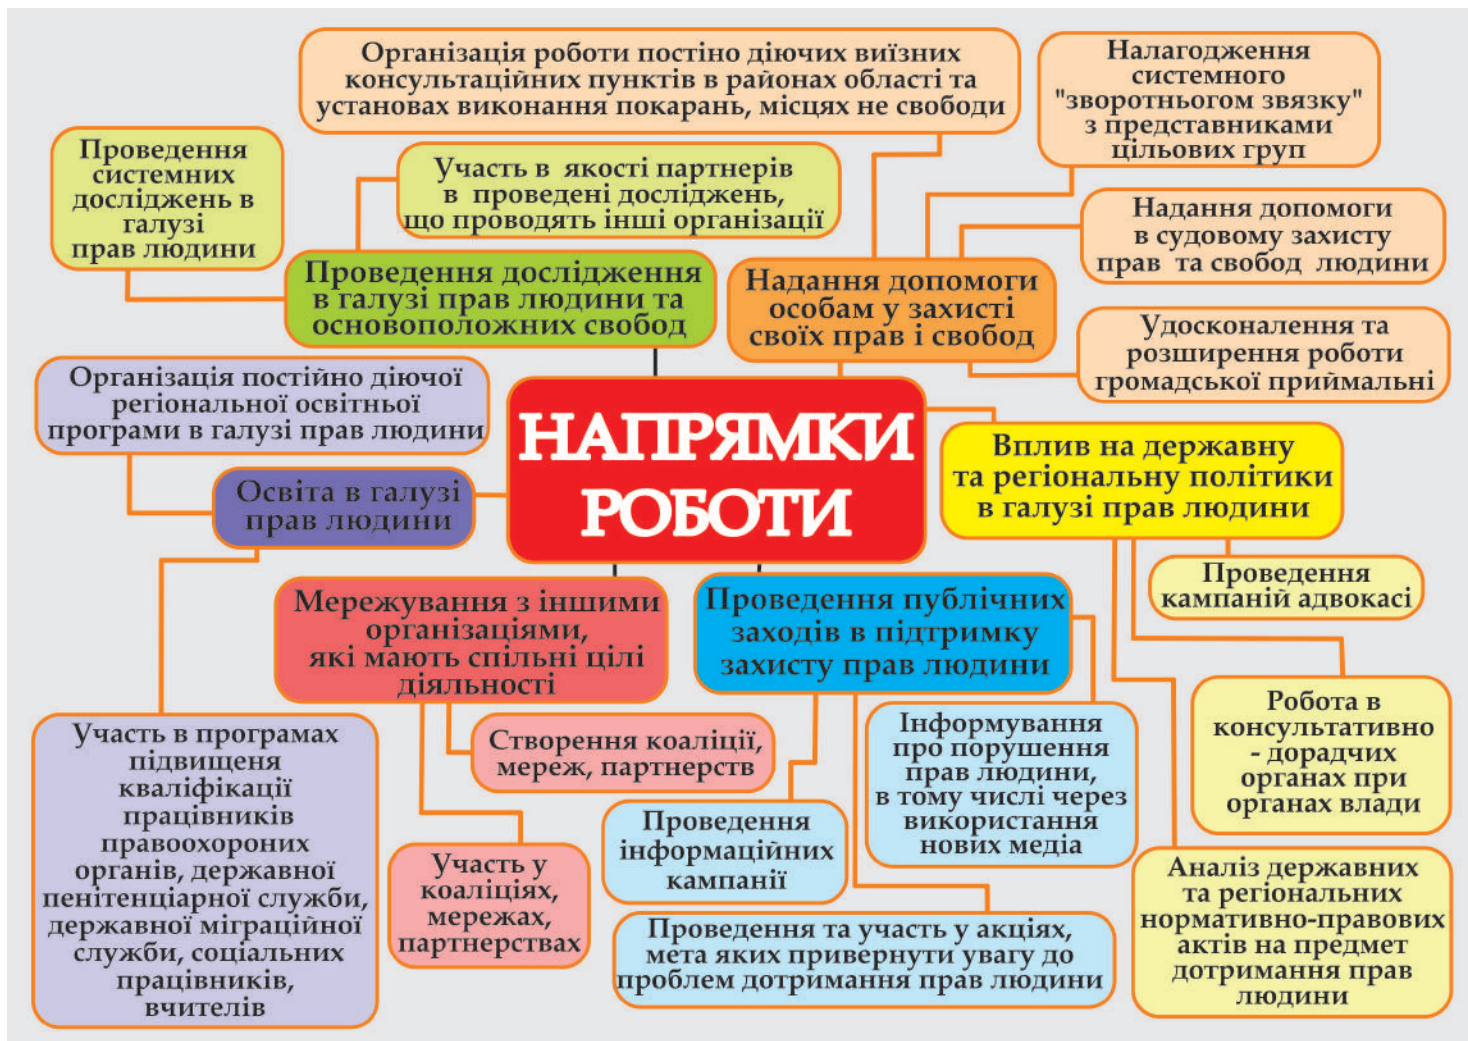 Організація роботи постіно діючих виїзних
консультаційних пунктів в районах області та
установах виконання покарань, місцях не свободи
Налагодження
системного
"зворотньогом звязку"
з представниками
цільових груп
Проведення
системних
досліджень в
галузі
прав людини
Участь в якості партнерів
в проведені досліджень,
що проводять інші організації
Надання допомоги
в судовому захисту
прав та свобод людини
Проведення дослідження
в галузі прав людини та
основоположних свобод
Надання допомоги
особам у захисті
своїх прав і свобод
Удосконалення та
розширення роботи
громадської приймальні
Організація постійно діючої
регіональної освітньої
програми в галузі прав людини
НАПРЯМКИ
РОБОТИ
Вплив на державну
та регіональну політики
в галузі прав людини
Освіта в галузі
прав людини
Проведення
кампаній адвокасі
Мережування з іншими
організаціями,
які мають спільні цілі
діяльності
Проведення публічних
заходів в підтримку
захисту прав людини
Робота в
консультативно
- дорадчих
органах при
органах влади
Участь в програмах
підвищеня
кваліфікації
працівників
правоохороних
органів, державної
пенітенціарної служби,
державної міграційної
служби, соціальних
працівників,
вчителів
Створення коаліції,
мереж, партнерств
Інформування
про порушення
прав людини,
в тому числі через
використання
нових медіа
Проведення
інформаційних
кампанії
Участь у
коаліціях,
мережах,
партнерствах
Аналіз державних
та регіональних
нормативно-правових
актів на предмет
дотримання прав
людини
Проведення та участь у акціях,
мета яких привернути увагу до
проблем дотримання прав людини